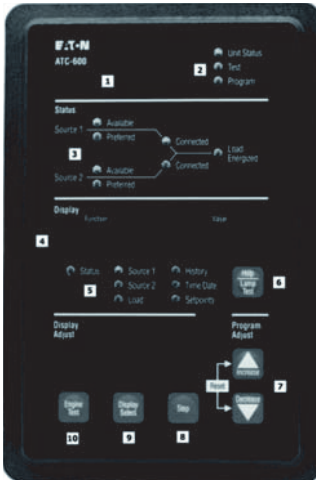 EATON
ATC-600
1
2
Unit Status
Test
Program
Status
Source 1
Available
Preferred
3
Connected
Load
Energized
Source 2
Available
Preferred
Connected
Display
Function
Value
4
Status
Source 1
History
Source 2
Time Date
Load
Setpoints
5
Help
Lamp
Test
6
Display
Adjust
Program
Adjust
Increase
Reset
Decrease
7
Engine
Test
Display
Select
Step
10
9
8